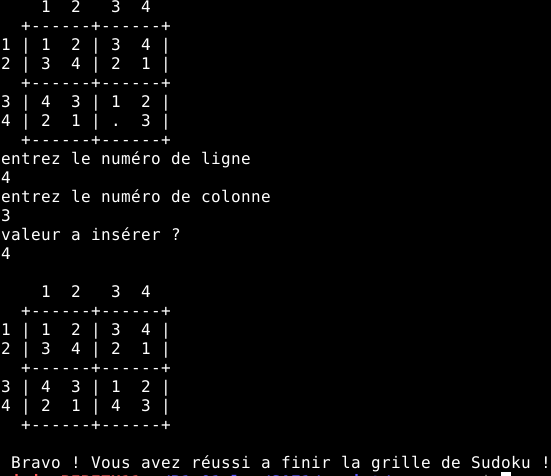 1 2 3 4
+------+------+
1 | 1 2 | 3 4 |
2 | 3 4 | 2 1 |
+------+------+
3 | 4 3 | 1 2 |
4 | 2 1 | . 3 |
+------+------+
entrez le numéro de ligne
4
entrez le numéro de colonne
3
valeur a insérer ?
4
1 2 3 4
+------+------+
1 | 1 2 | 3 4 |
2 | 3 4 | 2 1 |
+------+------+
3 | 4 3 | 1 2 |
4 | 2 1 | 4 3 |
+------+------+
Bravo ! Vous avez réussi a finir la grille de Sudoku !